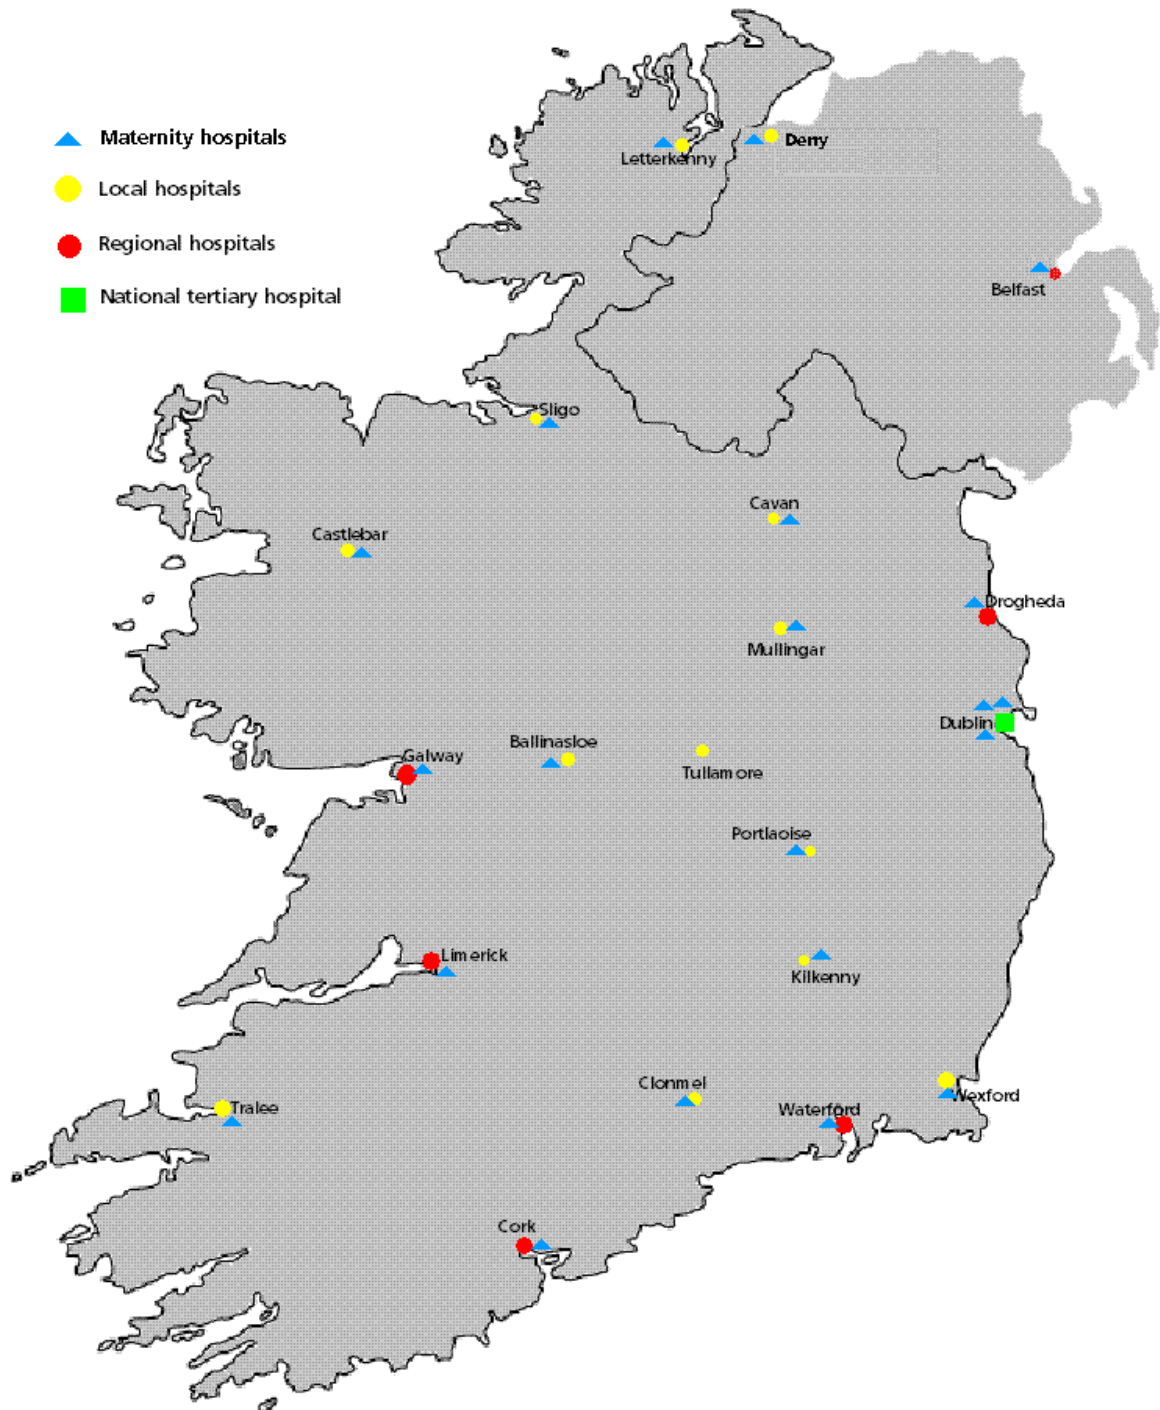 Maternity hospitals
Local hospitals
Regional hospitals
National tertiary hospital
Letterkenny
Derry
Belfast
Sligo
Cavan
Castlebar
Drogheda
Mullingar
Dublin
Ballinasloe
Galway
Tullamore
Portlaoise
Limerick
Kilkenny
Clonmel
Wexford
Tralee
Waterford
Cork